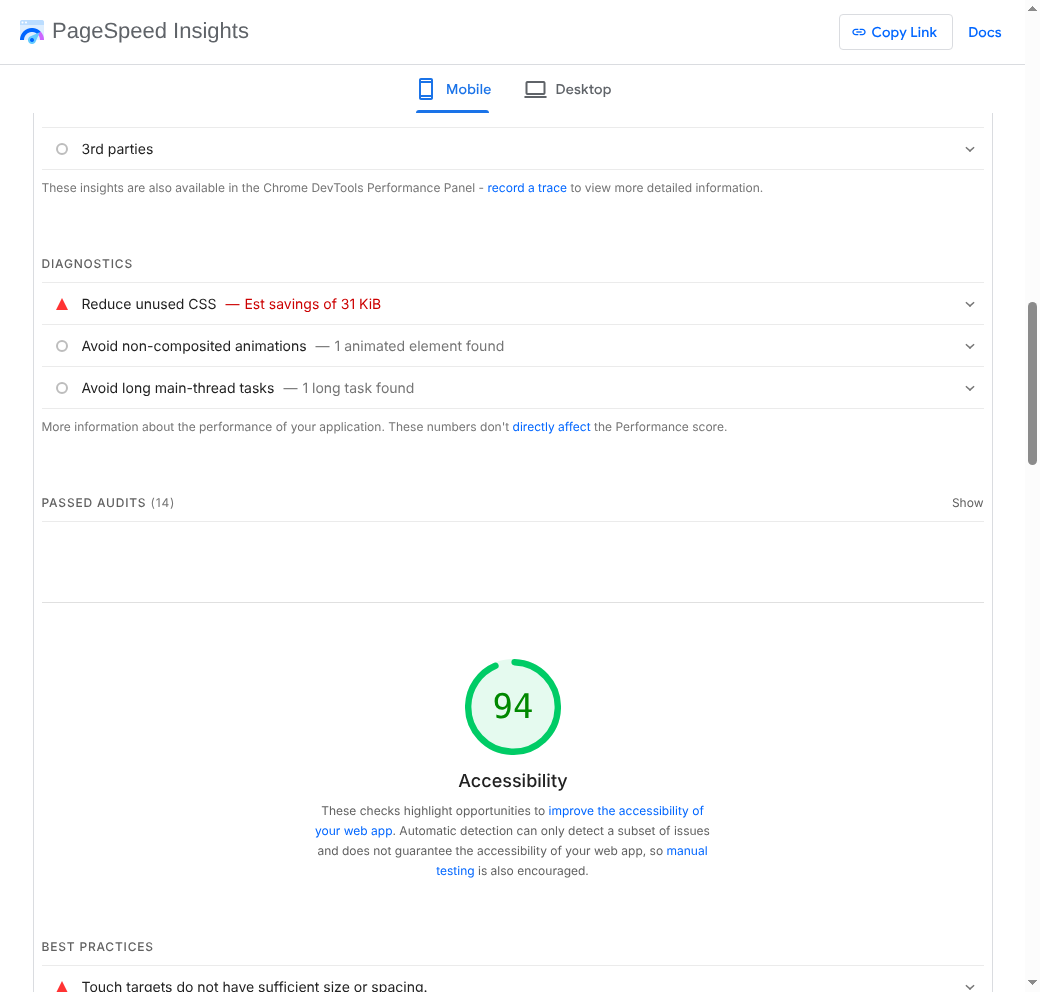 PageSpeed Insights
Copy Link
Docs
Mobile
Desktop
3rd parties
These insights are also available in the Chrome DevTools Performance Panel - record a trace to view more detailed information.
DIAGNOSTICS
Reduce unused CSS — Est savings of 31 KiB
Avoid non-composited animations — 1 animated element found
Avoid long main-thread tasks — 1 long task found
More information about the performance of your application. These numbers don't directly affect the Performance score.
PASSED AUDITS (14)
Show
94
Accessibility
These checks highlight opportunities to improve the accessibility of
your web app. Automatic detection can only detect a subset of issues
and does not guarantee the accessibility of your web app, so manual
testing is also encouraged.
BEST PRACTICES
Touch targets do not have sufficient size or spacing.